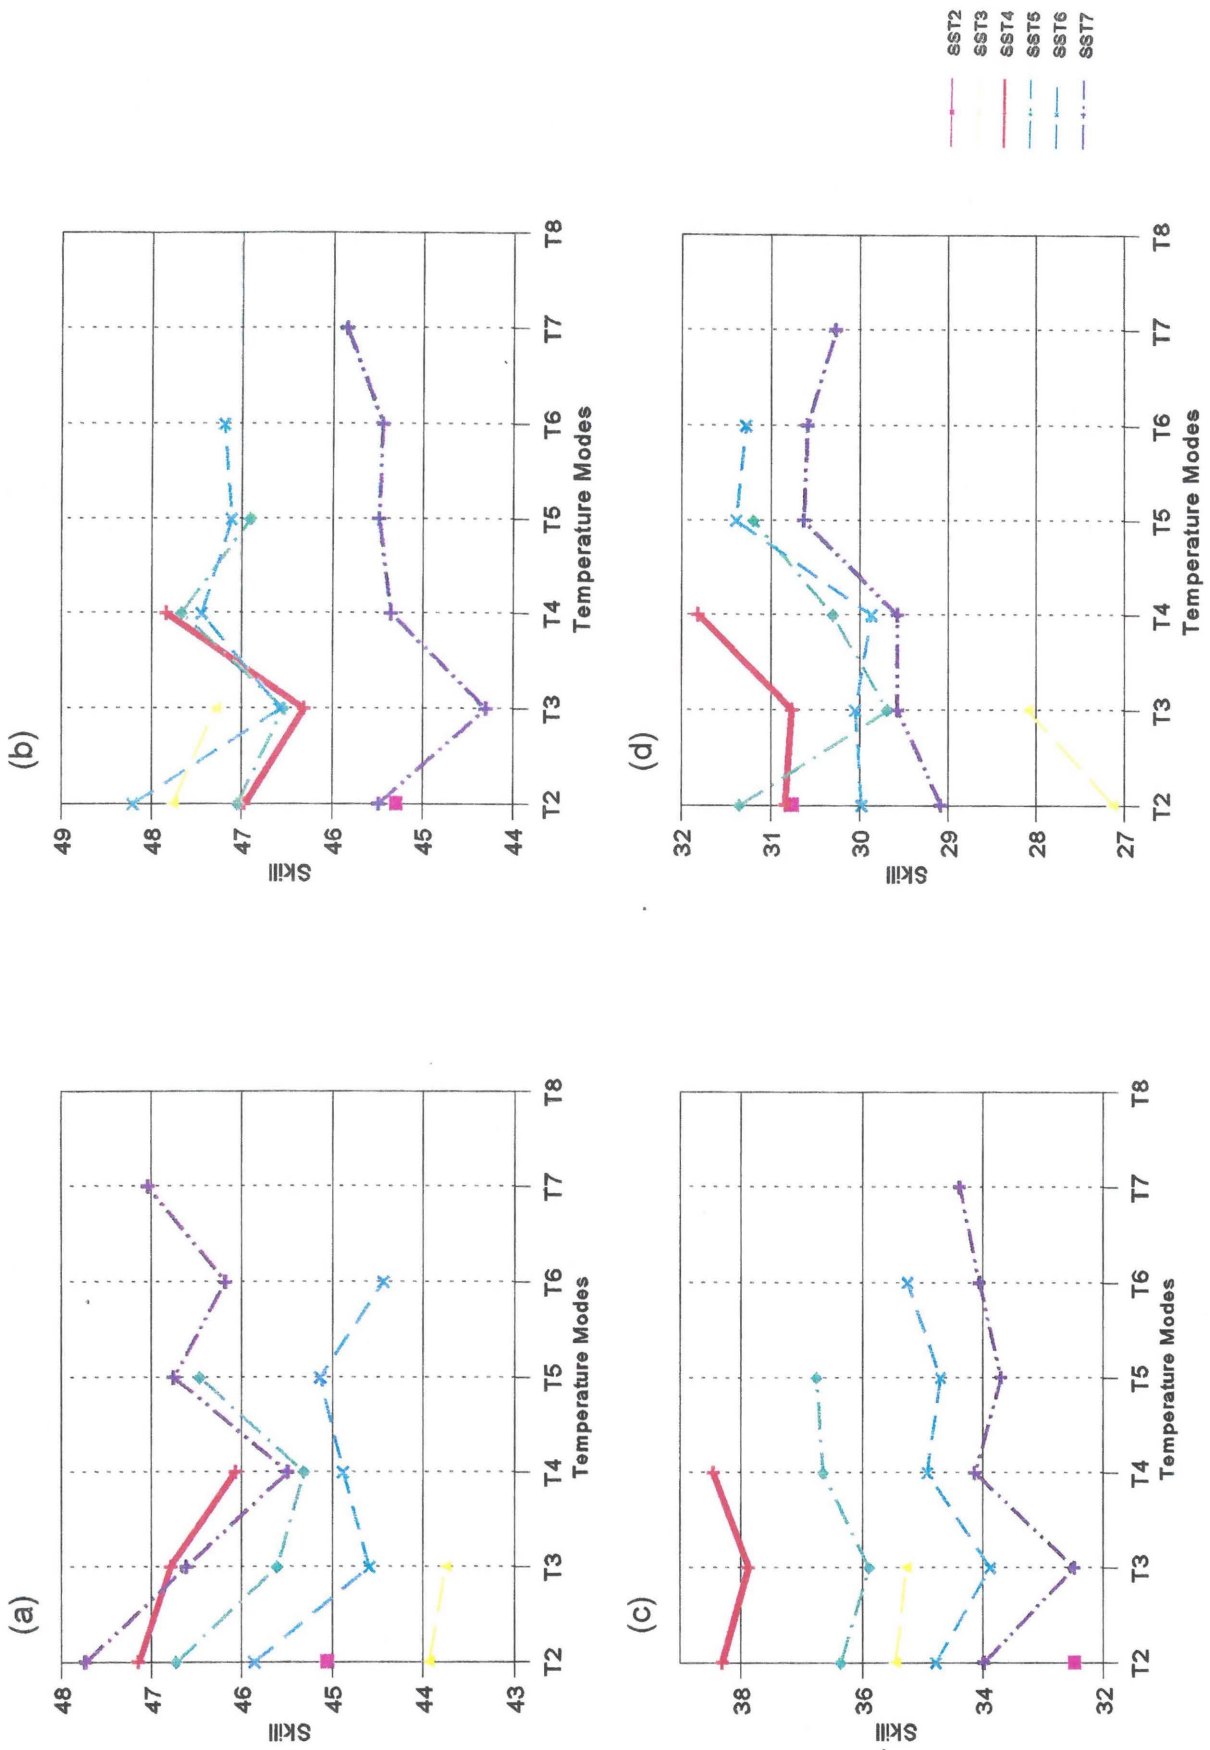 (a)
48
47
46
45
44
43
Skill
T2
T3
T4
T5
T6
T7
T8
Temperature Modes
(b)
49
48
47
46
45
44
Skill
T2
T3
T4
T5
T6
T7
T8
Temperature Modes
(c)
38
36
34
32
Skill
T2
T3
T4
T5
T6
T7
T8
Temperature Modes
(d)
32
31
30
29
28
27
Skill
T2
T3
T4
T5
T6
T7
T8
Temperature Modes
SST2
SST3
SST4
SST5
SST6
SST7